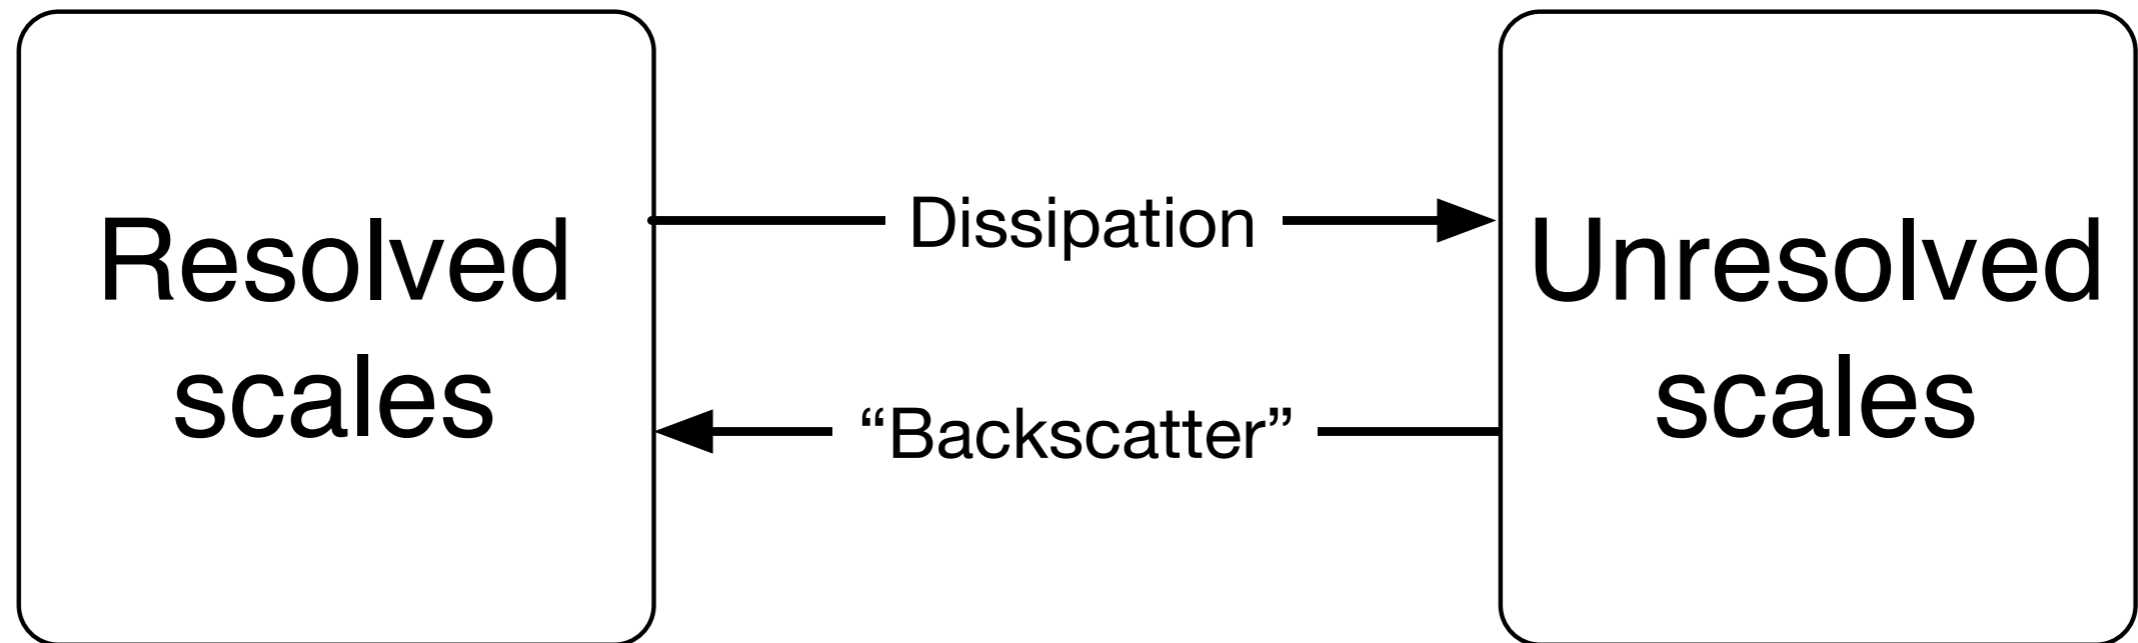 Resolved
scales
Dissipation
“Backscatter”
Unresolved
scales